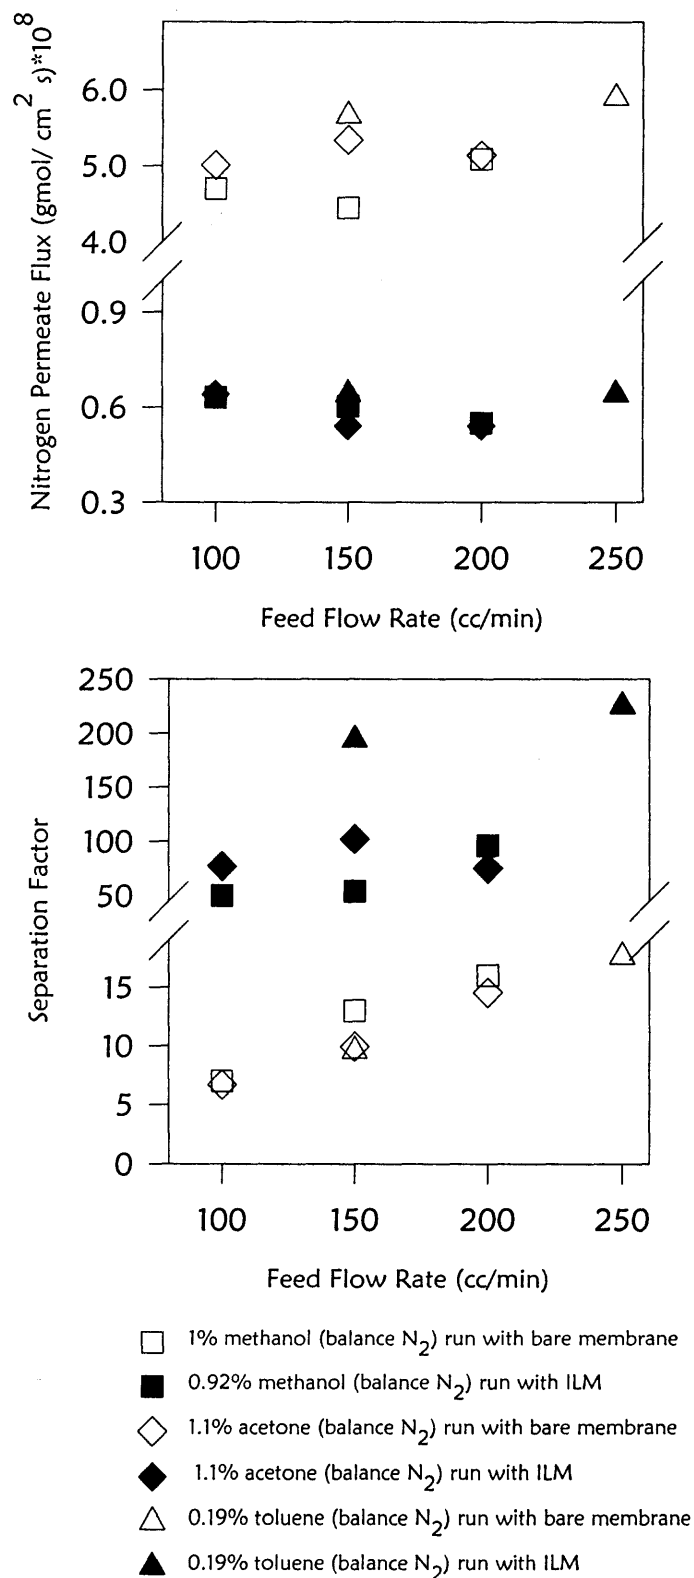 Nitrogen Permeate Flux (gmol/ cm2 s)*108
6.0
5.0
4.0
0.9
0.6
0.3
100 150 200 250
Feed Flow Rate (cc/min)
Separation Factor
250
200
150
100
50
15
10
5
0
100 150 200 250
Feed Flow Rate (cc/min)
1% methanol (balance N2) run with bare membrane
0.92% methanol (balance N2) run with ILM
1.1% acetone (balance N2) run with bare membrane
1.1% acetone (balance N2) run with ILM
0.19% toluene (balance N2) run with bare membrane
0.19% toluene (balance N2) run with ILM